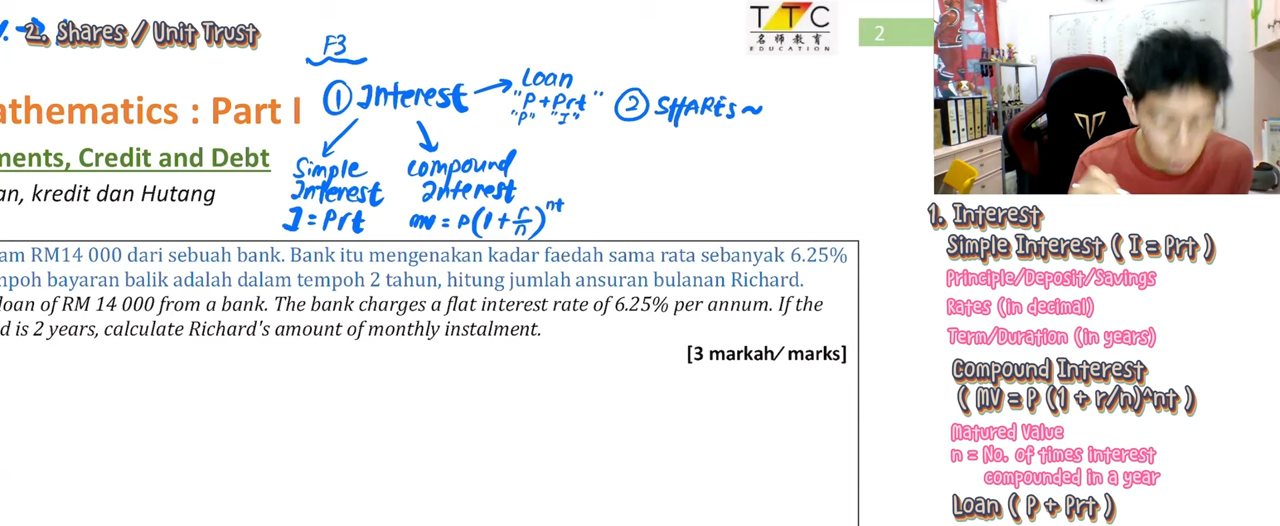 2. Shares / Unit Trust
F3
① Interest → Loan
"P + Prt"
"P" "I"
② SHARES ~
Simple Interest
I = Prt
Compound Interest
MV = P(1 + r/n)^nt
TTC
名師教育
EDUCATION
2
athematics : Part I
ments, Credit and Debt
an, kredit dan Hutang
am RM14 000 dari sebuah bank. Bank itu mengenakan kadar faedah sama rata sebanyak 6.25%
mpoh bayaran balik adalah dalam tempoh 2 tahun, hitung jumlah ansuran bulanan Richard.
loan of RM 14 000 from a bank. The bank charges a flat interest rate of 6.25% per annum. If the
d is 2 years, calculate Richard's amount of monthly instalment.
[3 markah/ marks]
1. Interest
Simple Interest ( I = Prt )
Principle/Deposit/Savings
Rates (in decimal)
Term/Duration (in years)
Compound Interest
( MV = P (1 + r/n)^nt )
Matured Value
n = No. of times interest
compounded in a year
Loan ( P + Prt )